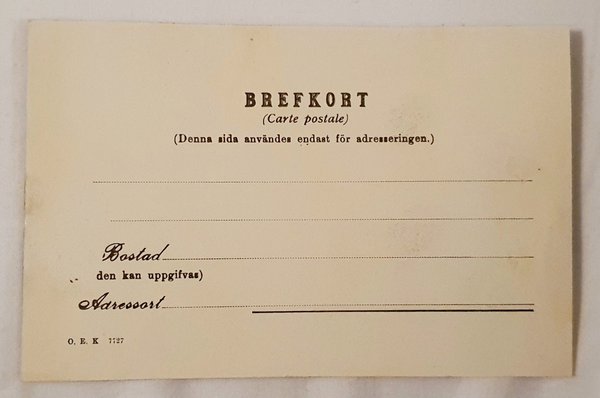 BREFKORT
(Carte postale)
(Denna sida användes endast för adresseringen.)
Bostad
den kan uppgifvas)
Adressort
O. E. K 7727